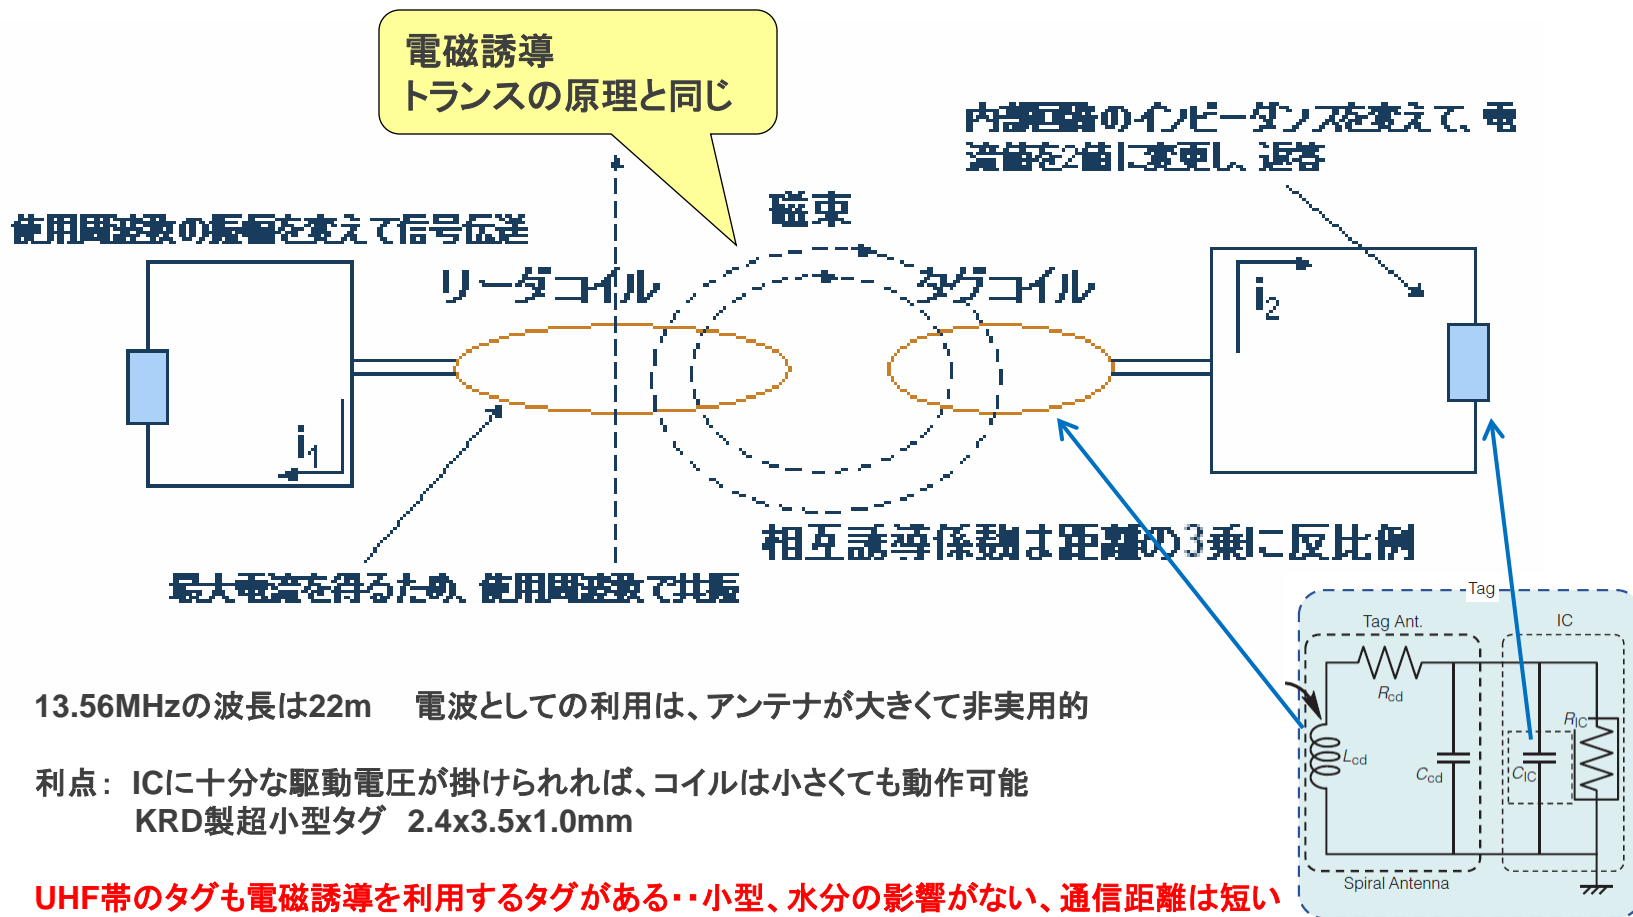 電磁誘導
トランスの原理と同じ
内部回路のインピーダンスを変えて、電
流値を2値に変更し、返答
磁束
使用周波数の振幅を変えて信号伝送
リーダコイル
タグコイル
i2
i1
相互誘導係数は距離の3乗に反比例
最大電流を得るため、使用周波数で共振
Tag
Tag Ant.
IC
Rcd
RIC
Lcd
Ccd
CIC
Spiral Antenna
13.56MHzの波長は22m 電波としての利用は、アンテナが大きくて非実用的
利点： ICに十分な駆動電圧が掛けられれば、コイルは小さくても動作可能
KRD製超小型タグ 2.4x3.5x1.0mm
UHF帯のタグも電磁誘導を利用するタグがある･･小型、水分の影響がない、通信距離は短い